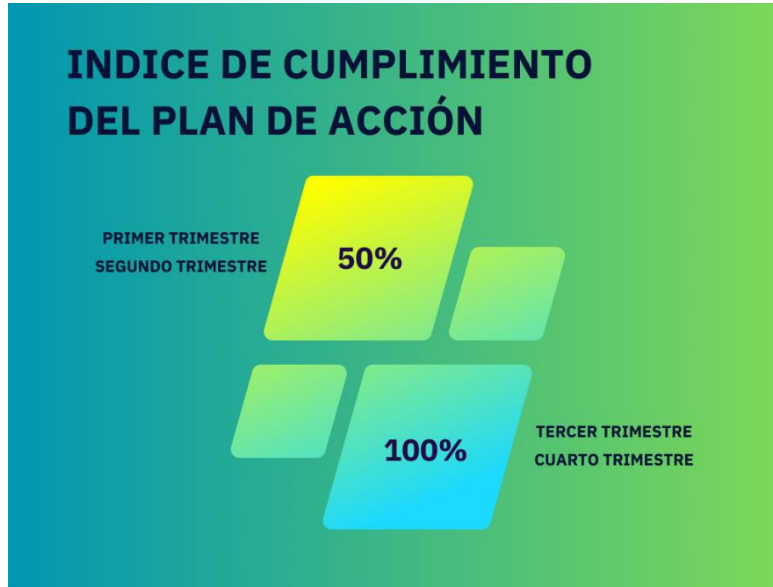 INDICE DE CUMPLIMIENTO
DEL PLAN DE ACCIÓN
PRIMER TRIMESTRE
SEGUNDO TRIMESTRE
50%
100%
TERCER TRIMESTRE
CUARTO TRIMESTRE